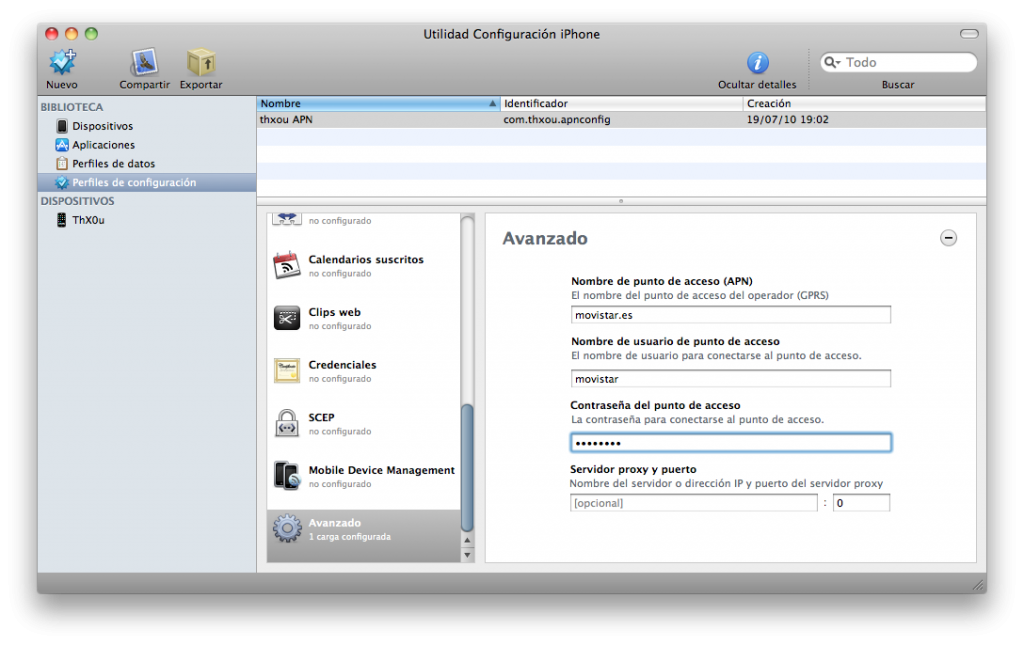 Utilidad Configuración iPhone
Nuevo
Compartir
Exportar
Ocultar detalles
Todo
Buscar
BIBLIOTECA
Dispositivos
Aplicaciones
Perfiles de datos
Perfiles de configuración
DISPOSITIVOS
ThX0u
Nombre Identificador Creación
thxou APN com.thxou.apnconfig 19/07/10 19:02
no configurado
Calendarios suscritos
no configurado
Clips web
no configurado
Credenciales
no configurado
SCEP
no configurado
Mobile Device Management
no configurado
Avanzado
1 carga configurada
Avanzado
Nombre de punto de acceso (APN)
El nombre del punto de acceso del operador (GPRS)
movistar.es
Nombre de usuario de punto de acceso
El nombre de usuario para conectarse al punto de acceso.
movistar
Contraseña del punto de acceso
La contraseña para conectarse al punto de acceso.
••••••••
Servidor proxy y puerto
Nombre del servidor o dirección IP y puerto del servidor proxy
[opcional] : 0